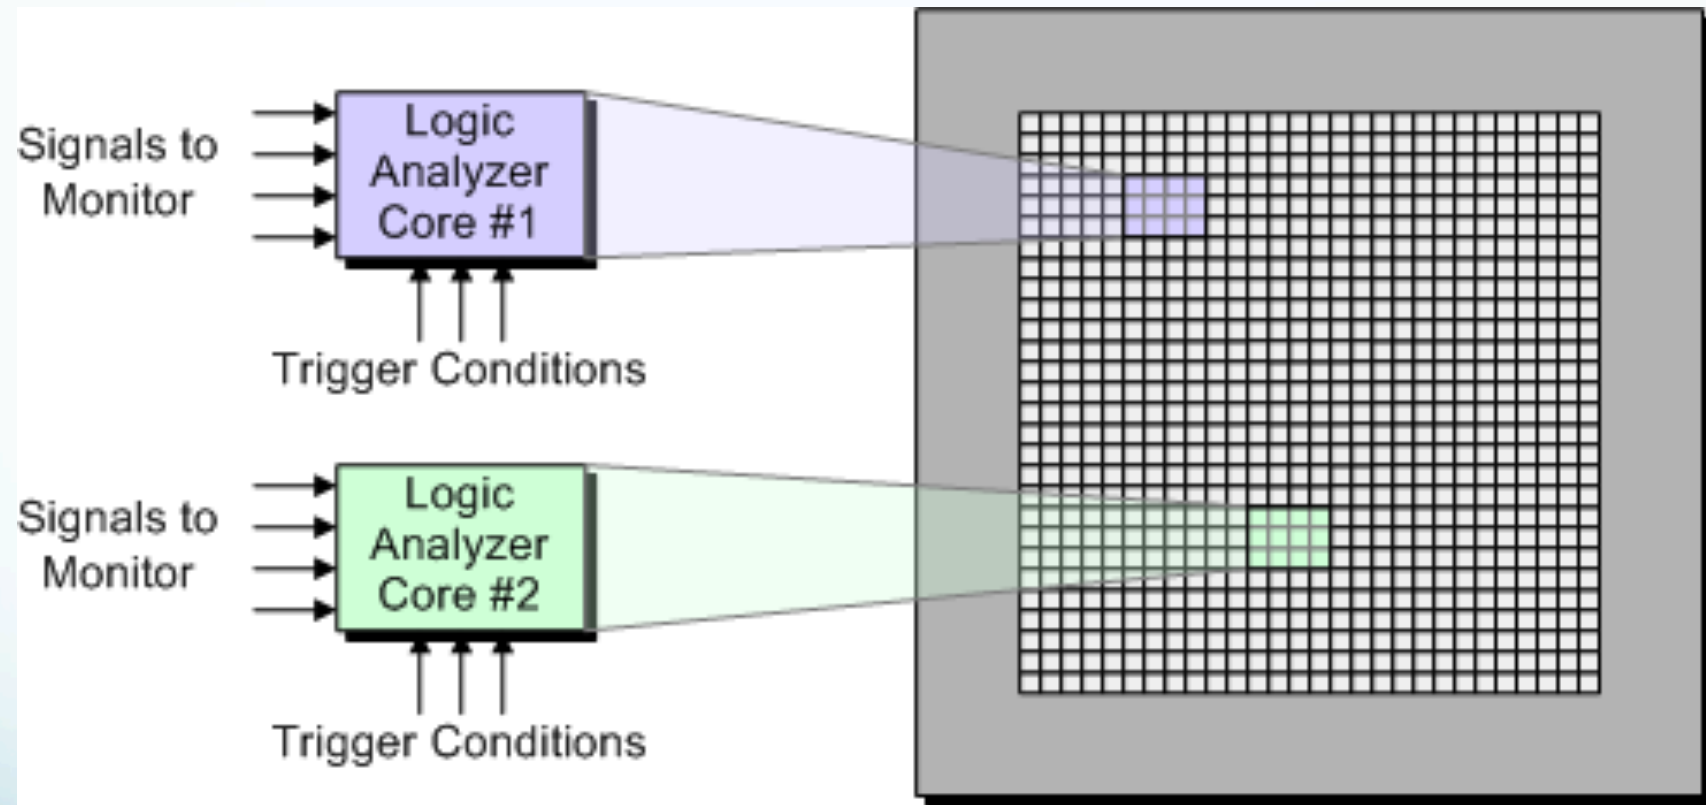 Signals to
Monitor
Logic
Analyzer
Core #1
Trigger Conditions
Signals to
Monitor
Logic
Analyzer
Core #2
Trigger Conditions